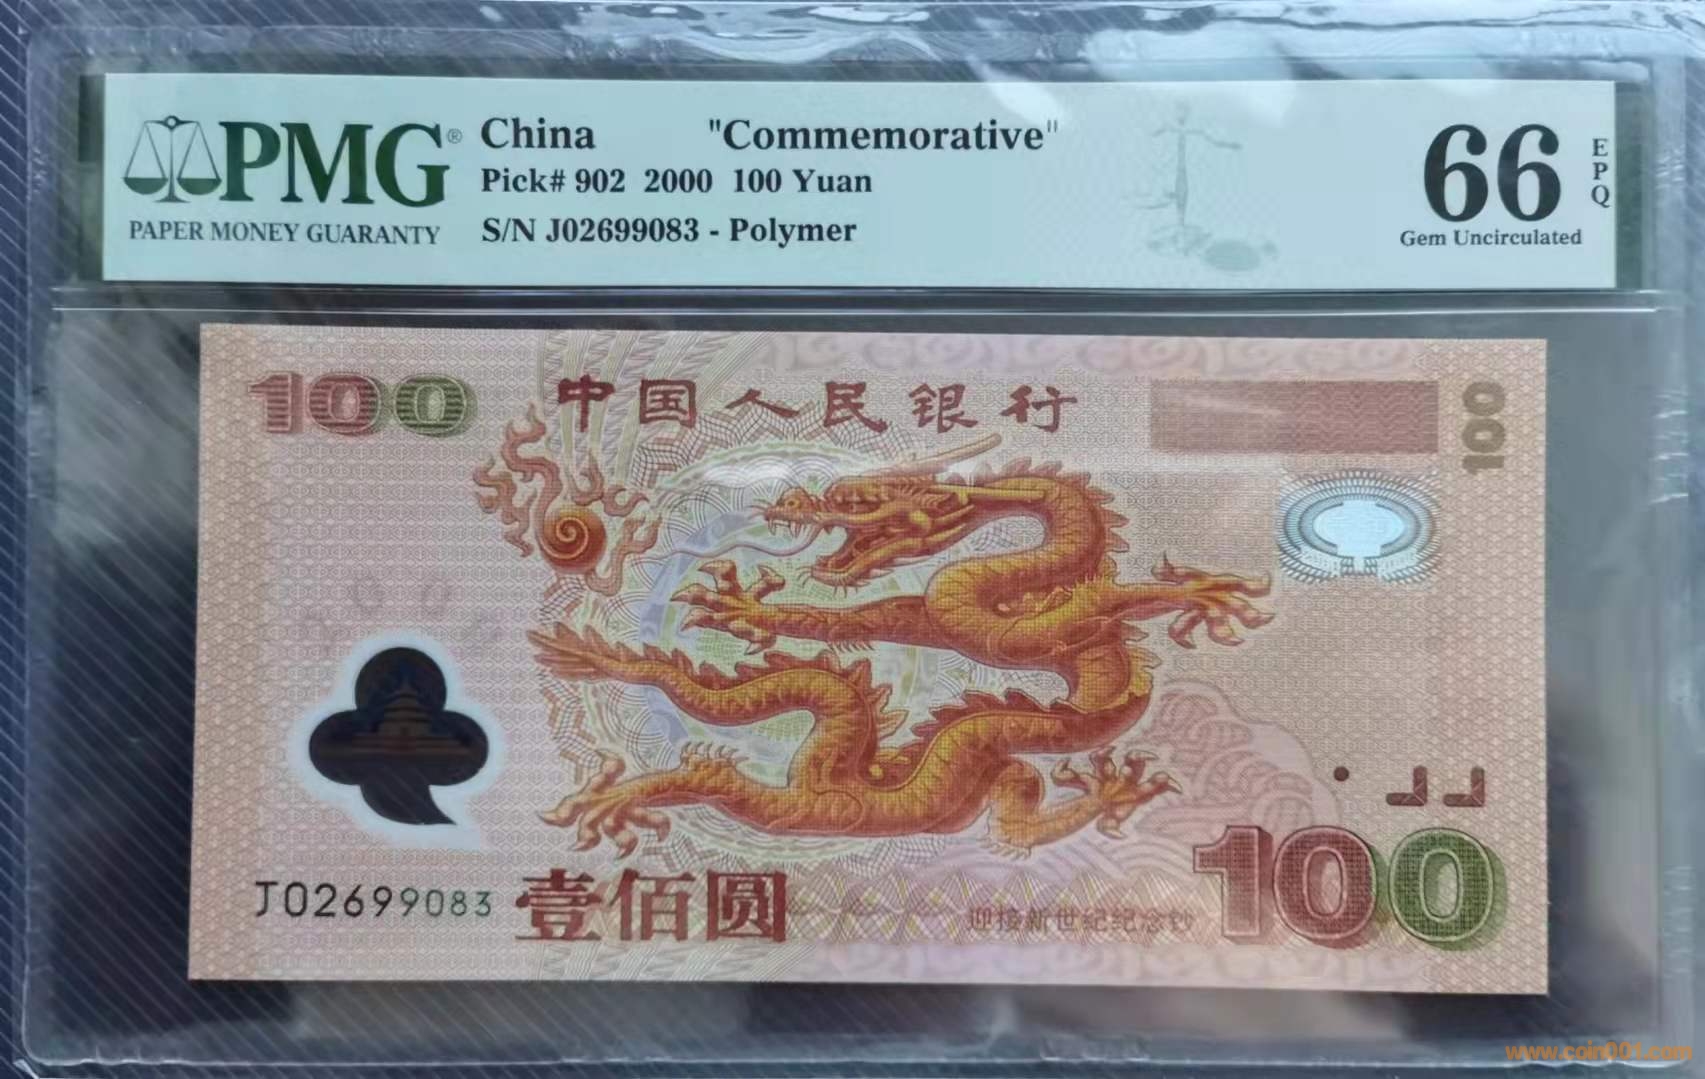 PMG®
PAPER MONEY GUARANTY
China "Commemorative"
Pick# 902 2000 100 Yuan
S/N J02699083 - Polymer
66
EPQ
Gem Uncirculated
100
中国人民银行
100
J02699083
壹佰圆
迎接新世纪纪念钞
100
www.coin001.com